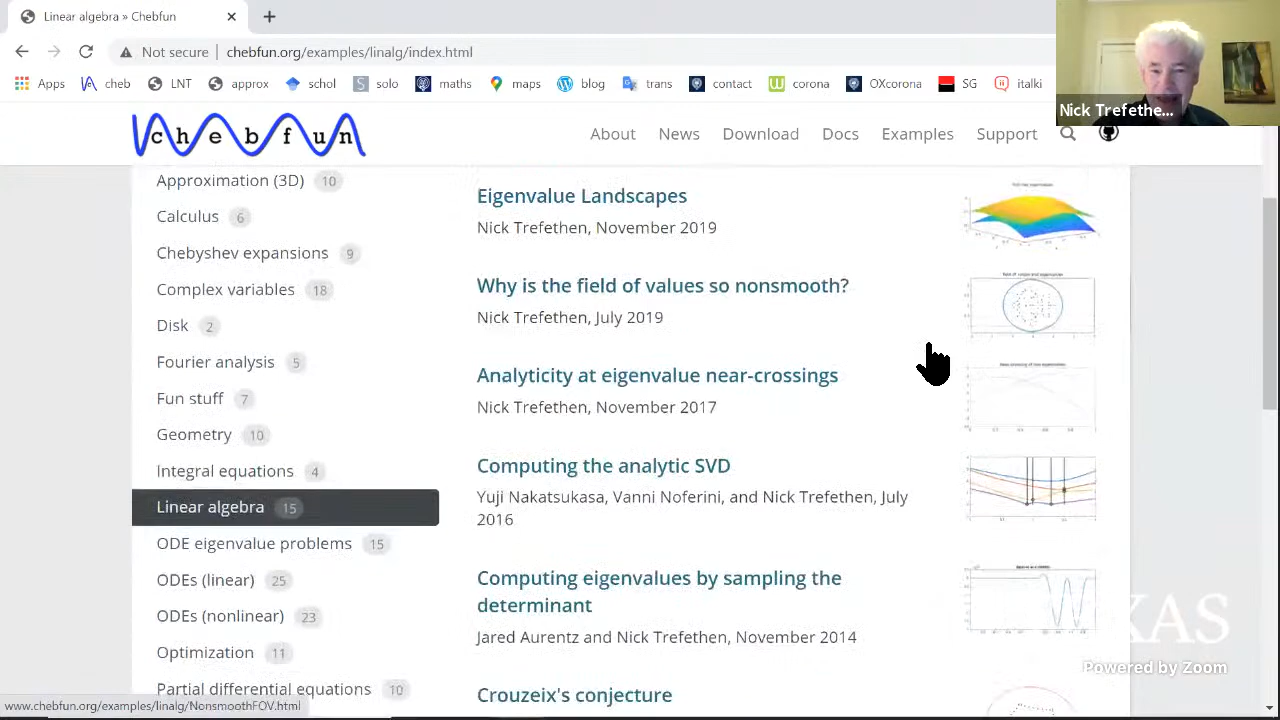 Linear algebra » Chebfun
Not secure | chebfun.org/examples/linalg/index.html
Apps cheb LNT approx schol solo maths maps blog trans contact corona OXcorona SG italki
Nick Trefethe...
chebfun
About News Download Docs Examples Support
Approximation (3D) 10
Calculus 6
Chebyshev expansions 9
Complex variables 18
Disk 2
Fourier analysis 5
Fun stuff 7
Geometry 10
Integral equations 4
Linear algebra 15
ODE eigenvalue problems 15
ODEs (linear) 25
ODEs (nonlinear) 23
Optimization 11
Partial differential equations 10
Eigenvalue Landscapes
Nick Trefethen, November 2019
Why is the field of values so nonsmooth?
Nick Trefethen, July 2019
Analyticity at eigenvalue near-crossings
Nick Trefethen, November 2017
Computing the analytic SVD
Yuji Nakatsukasa, Vanni Noferini, and Nick Trefethen, July
2016
Computing eigenvalues by sampling the
determinant
Jared Aurentz and Nick Trefethen, November 2014
Crouzeix's conjecture
XAS
Powered by Zoom
www.chebfun.org/examples/linalg/NonsmoothFOV.html